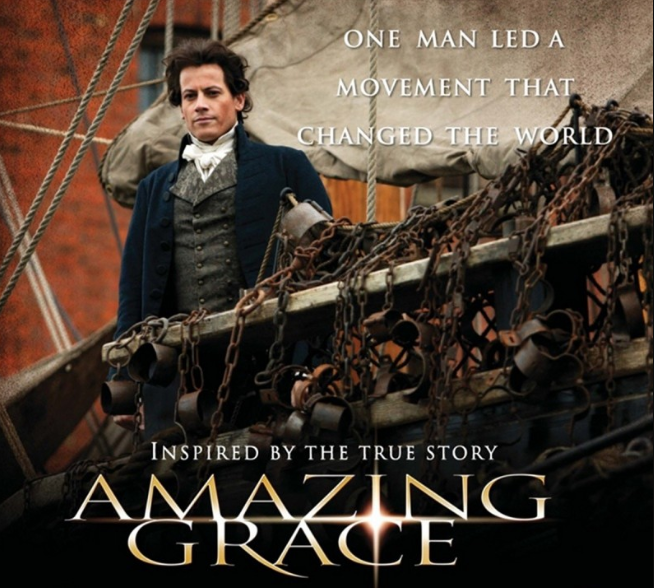 ONE MAN LED A
MOVEMENT THAT
CHANGED THE WORLD
INSPIRED BY THE TRUE STORY
AMAZING
GRACE